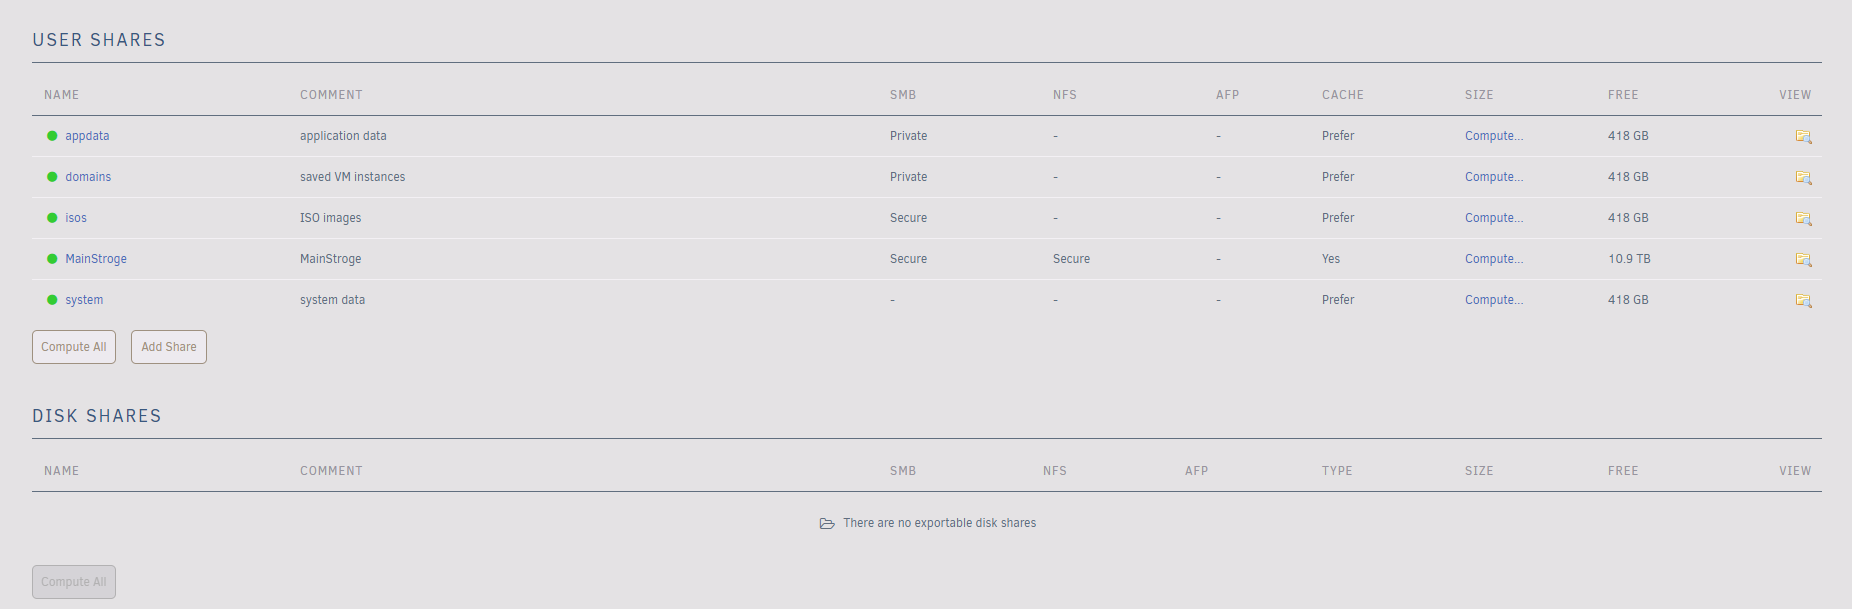 USER SHARES
NAME COMMENT SMB NFS AFP CACHE SIZE FREE VIEW
appdata application data Private - - Prefer Compute... 418 GB
domains saved VM instances Private - - Prefer Compute... 418 GB
isos ISO images Secure - - Prefer Compute... 418 GB
MainStroge MainStroge Secure Secure - Yes Compute... 10.9 TB
system system data - - - Prefer Compute... 418 GB
Compute All Add Share
DISK SHARES
NAME COMMENT SMB NFS AFP TYPE SIZE FREE VIEW
There are no exportable disk shares
Compute All